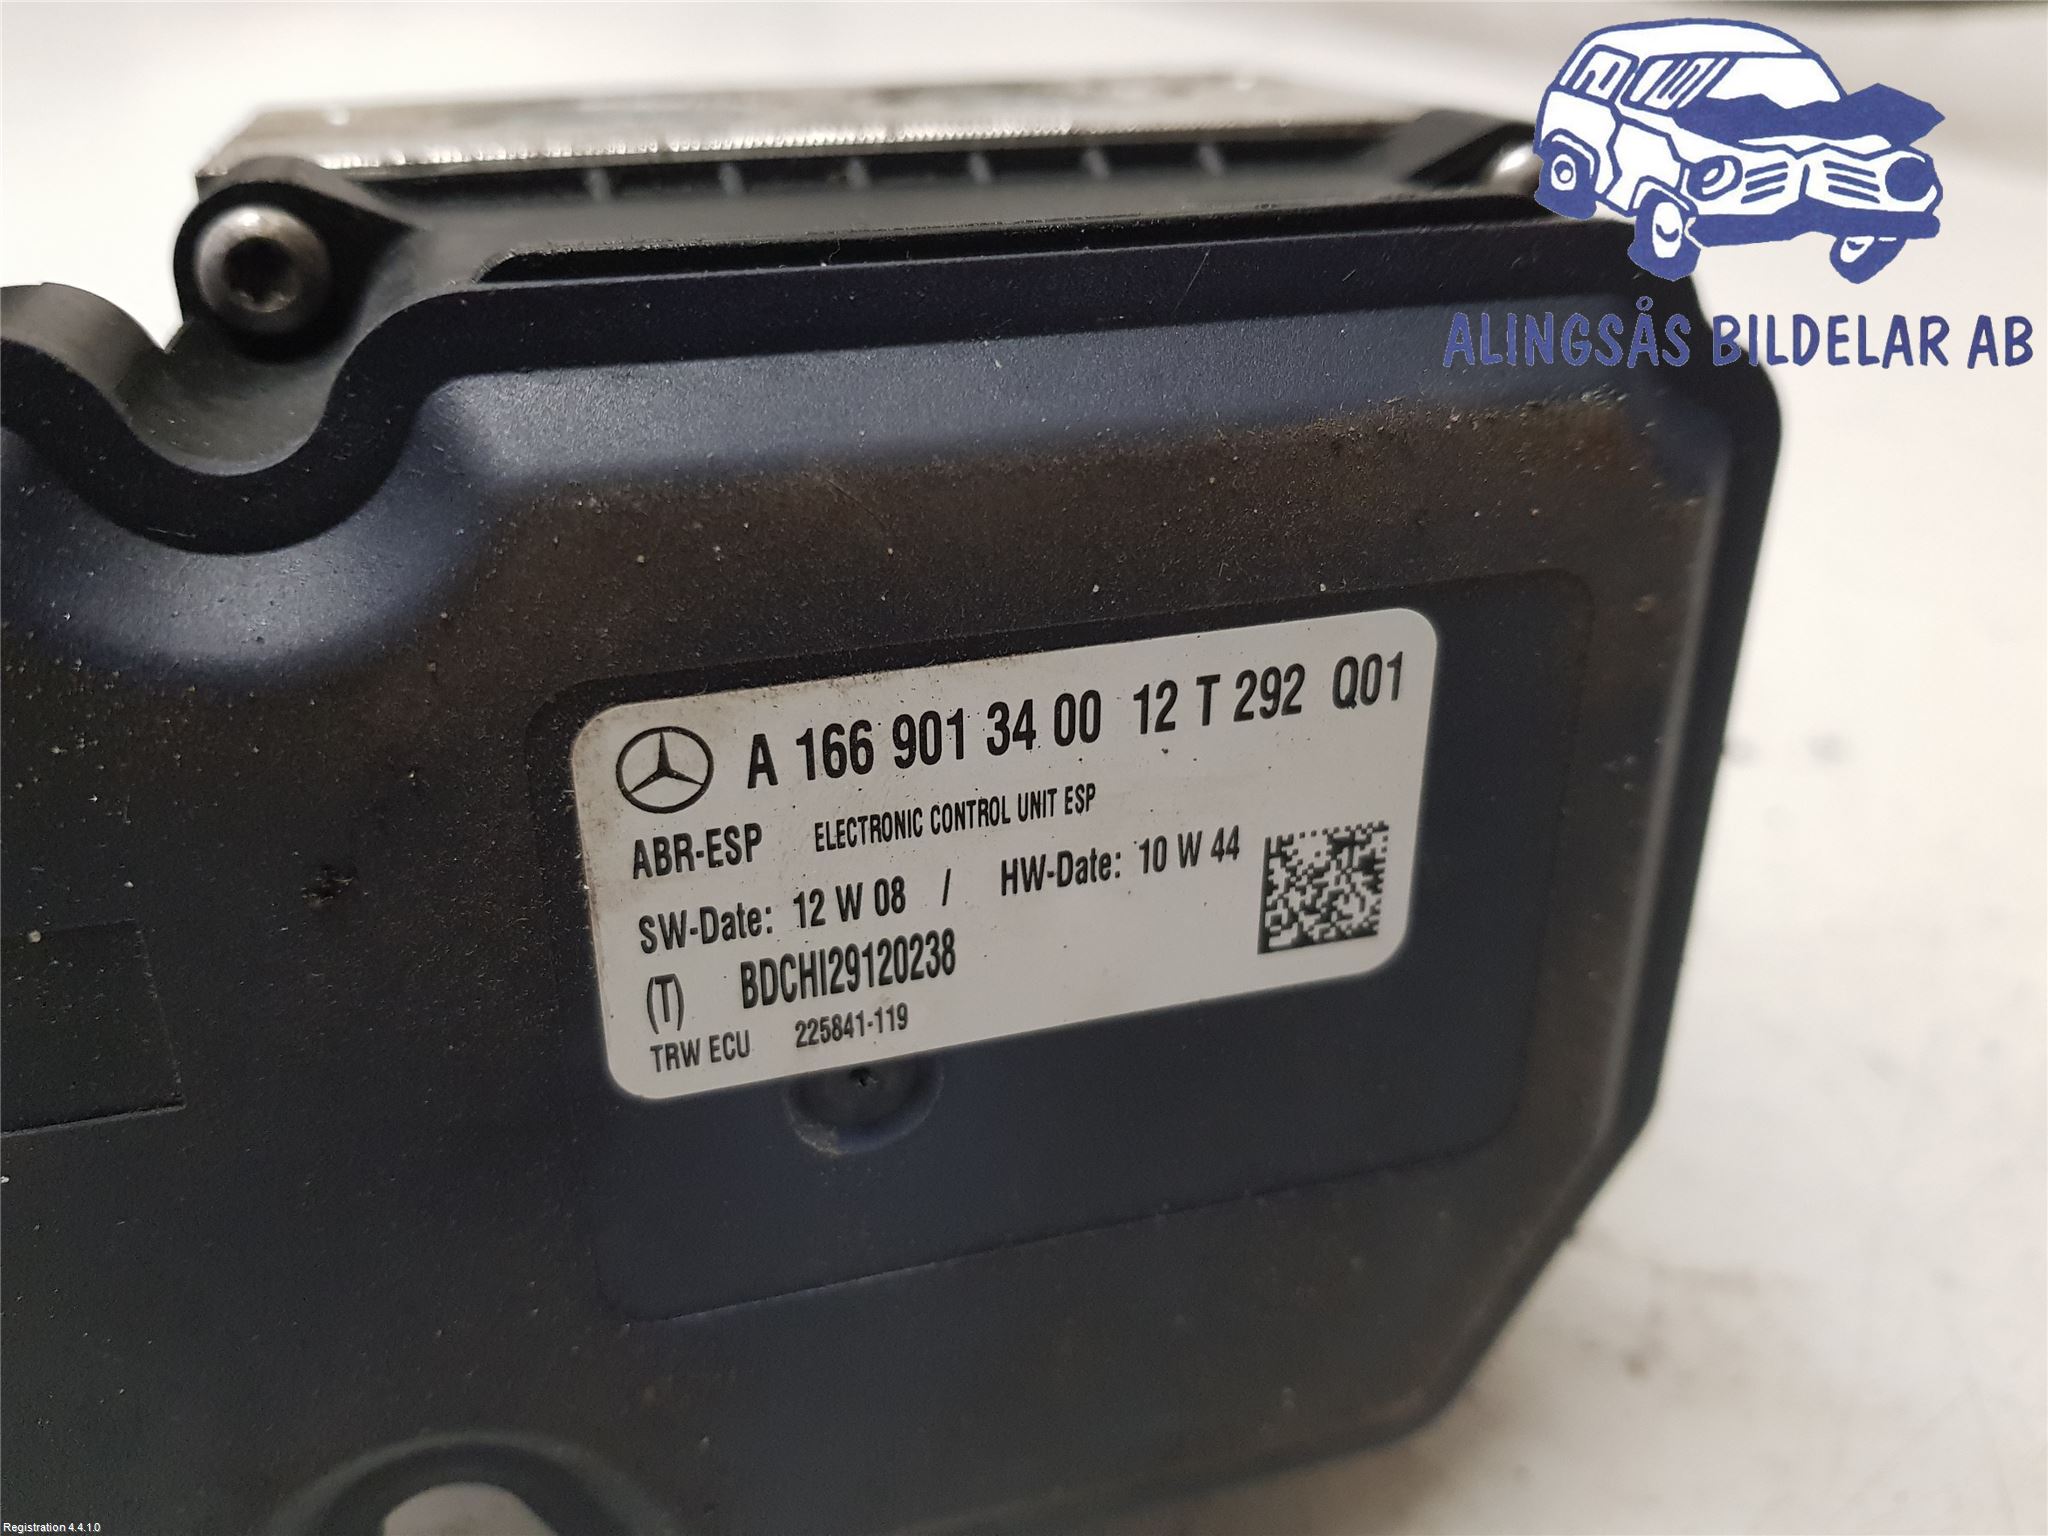 ALINGSÅS BILDELAR AB
A 166 901 34 00 12 T 292 Q01
ABR-ESP ELECTRONIC CONTROL UNIT ESP
SW-Date: 12 W 08 / HW-Date: 10 W 44
(T) BDCHI29120238
TRW ECU 225841-119
Registration 4.4.1.0